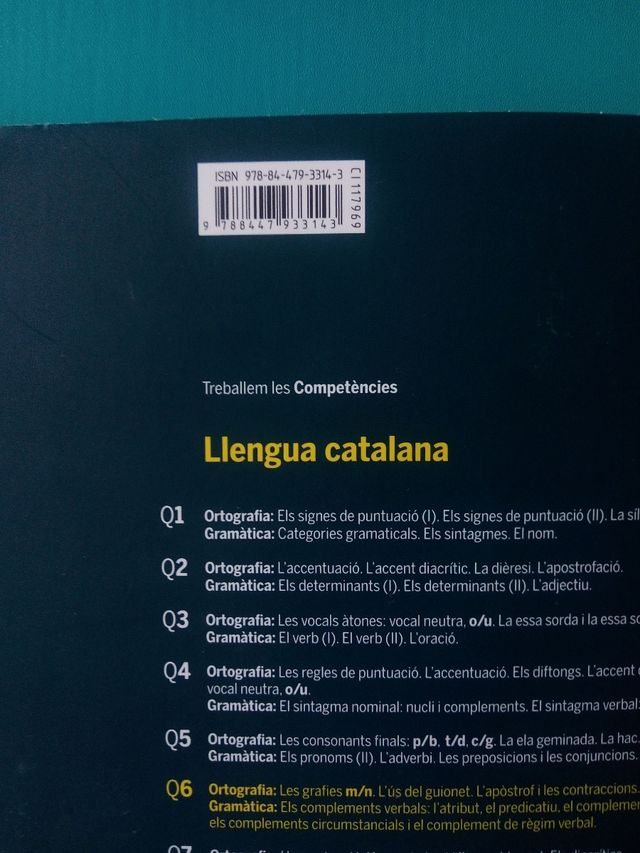 ISBN 978-84-479-3314-3
CI 117969
9 788447 933143
Treballem les Competències
Llengua catalana
Q1 Ortografia: Els signes de puntuació (I). Els signes de puntuació (II). La
Gramàtica: Categories gramaticals. Els sintagmes. El nom.
Q2 Ortografia: L'accentuació. L'accent diacrític. La dièresi. L'apostrofació.
Gramàtica: Els determinants (I). Els determinants (II). L'adjectiu.
Q3 Ortografia: Les vocals àtones: vocal neutra, o/u. La essa sorda i la essa
Gramàtica: El verb (I). El verb (II). L'oració.
Q4 Ortografia: Les regles de puntuació. L'accentuació. Els diftongs. L'accent
vocal neutra, o/u.
Gramàtica: El sintagma nominal: nucli i complements. El sintagma verbal:
Q5 Ortografia: Les consonants finals: p/b, t/d, c/g. La ela geminada. La hac.
Gramàtica: Els pronoms (II). L'adverbi. Les preposicions i les conjuncions.
Q6 Ortografia: Les grafies m/n. L'ús del guionet. L'apòstrof i les contraccions.
Gramàtica: Els complements verbals: l'atribut, el predicatiu, el
els complements circumstancials i el complement de règim verbal.